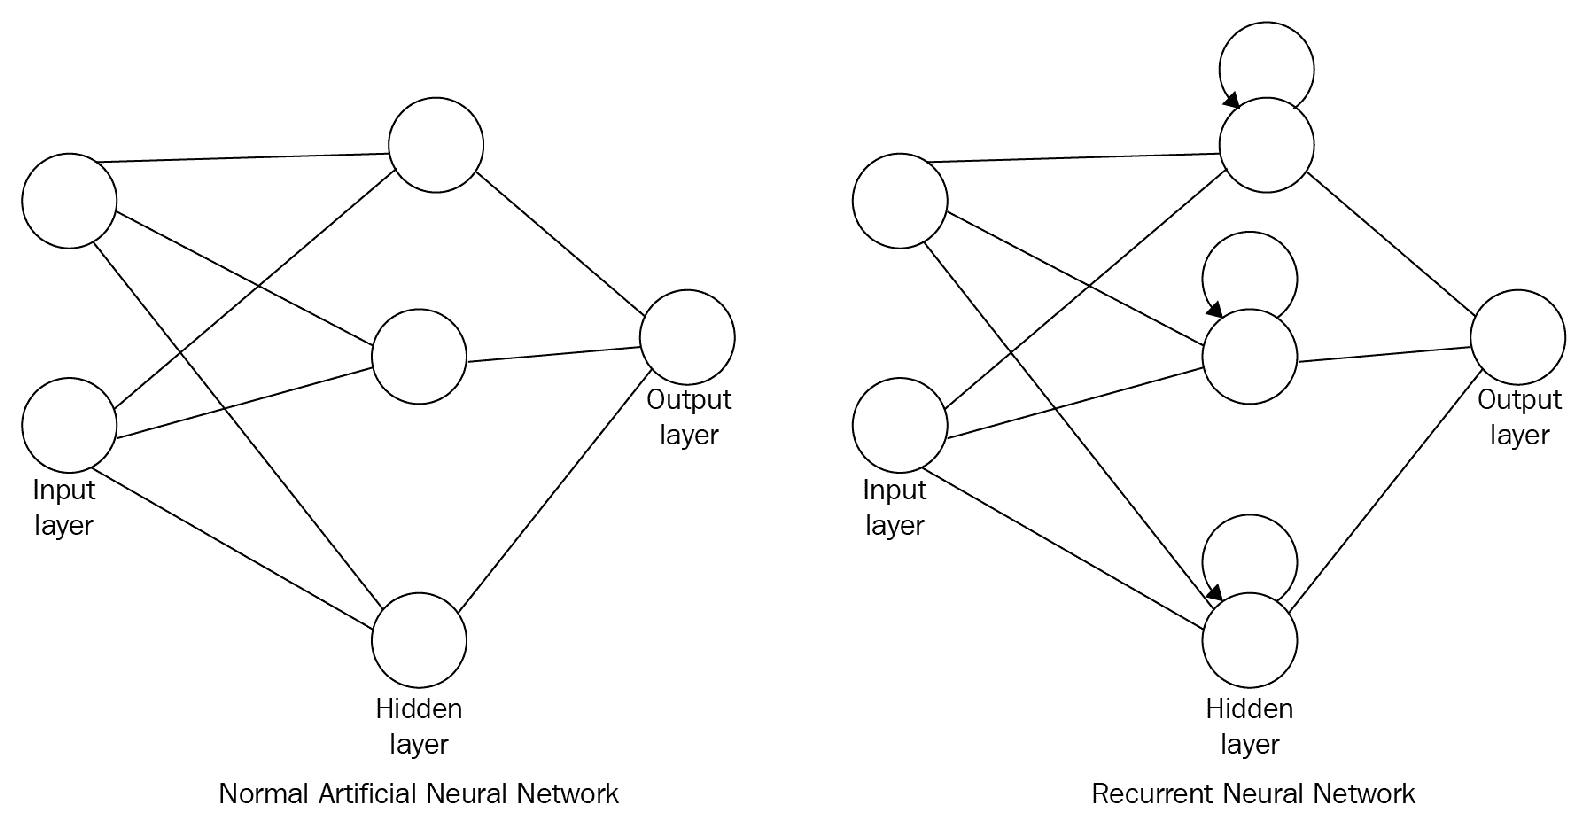 Input
layer
Hidden
layer
Output
layer
Normal Artificial Neural Network
Input
layer
Hidden
layer
Output
layer
Recurrent Neural Network